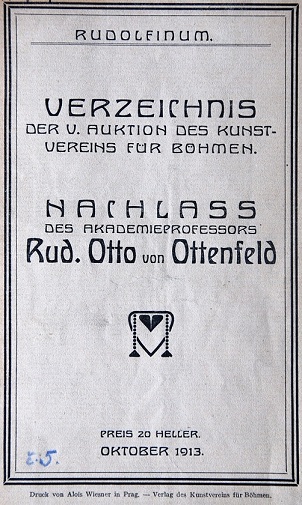 RUDOLFINUM.
VERZEICHNIS
DER V. AUKTION DES KUNST-
VEREINS FÜR BÖHMEN.
NACHLASS
DES AKADEMIEPROFESSORS
Rud. Otto von Ottenfeld
PREIS 20 HELLER.
OKTOBER 1913.
č.5.
Druck von Alois Wiesner in Prag. — Verlag des Kunstvereins für Böhmen.